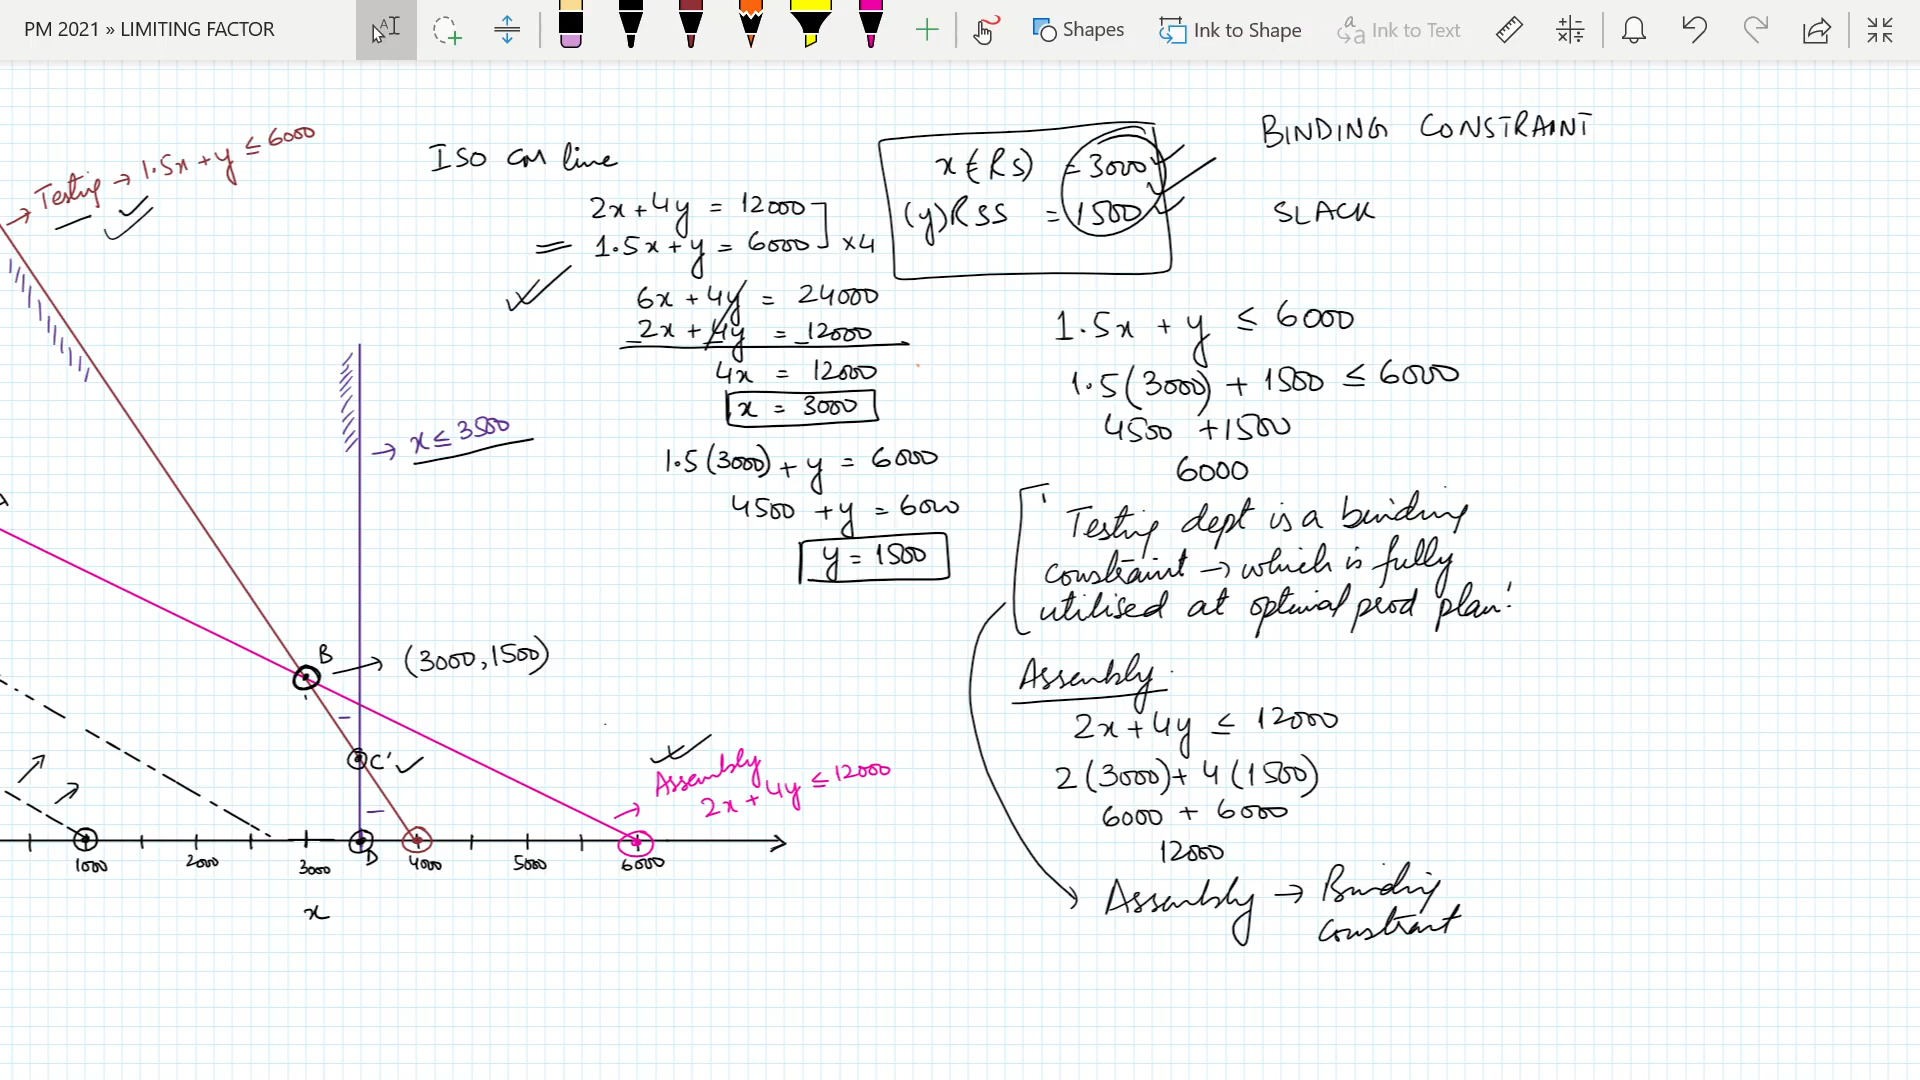 PM 2021 » LIMITING FACTOR
Shapes
Ink to Shape
Ink to Text
→ Testing → 1.5x + y ≤ 6000
→ x ≤ 3500
B → (3000, 1500)
C'
D
1000 2000 3000 4000 5000 6000
x
Assembly
→ 2x + 4y ≤ 12000
ISO CM line
2x + 4y = 12000
= 1.5x + y = 6000 ] x4
6x + 4y = 24000
2x + 4y = 12000
4x = 12000
x = 3000
1.5(3000) + y = 6000
4500 + y = 6000
y = 1500
x (RS) = 3000
(y) RSS = 1500
BINDING CONSTRAINT
SLACK
1.5x + y ≤ 6000
1.5(3000) + 1500 ≤ 6000
4500 + 1500
6000
' Testing dept is a binding
constraint → which is fully
utilised at optimal prod plan.'
Assembly
2x + 4y ≤ 12000
2(3000) + 4(1500)
6000 + 6000
12000
Assembly → Binding
constraint